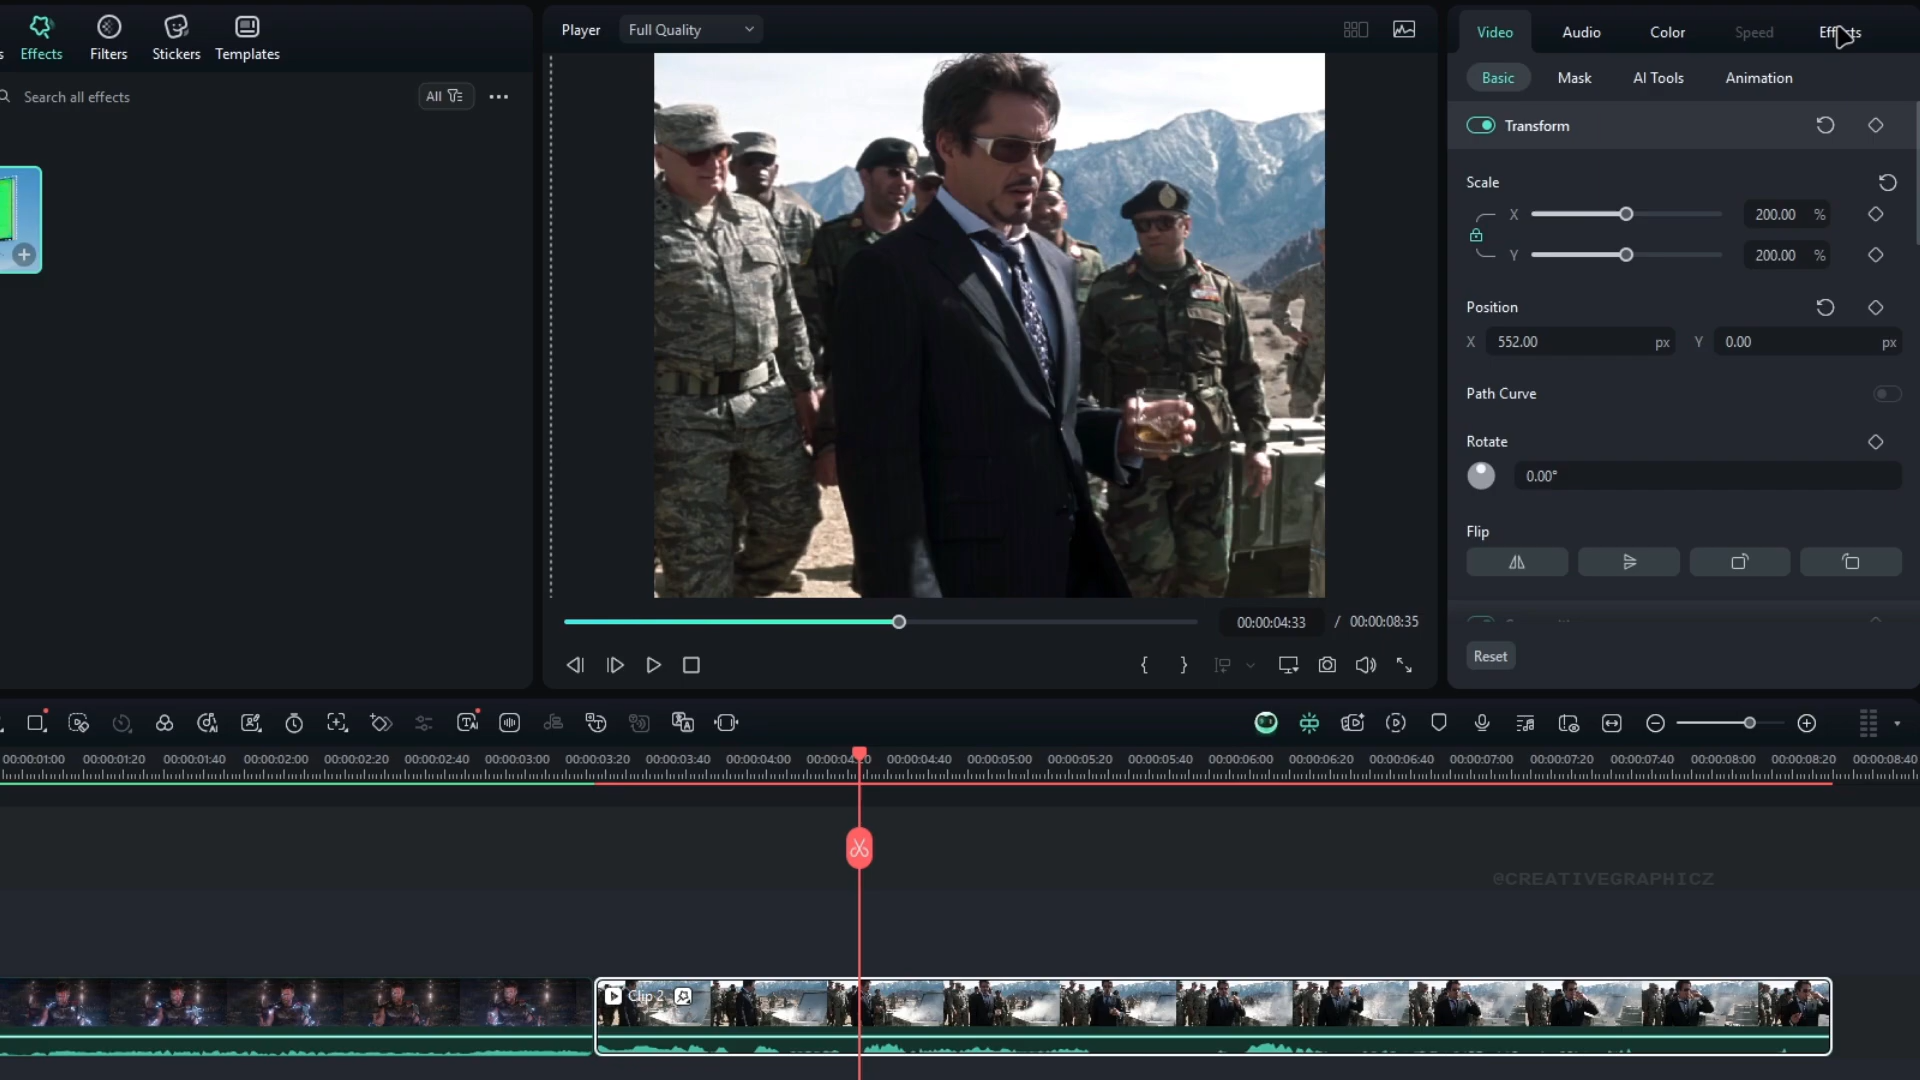 Effects
Filters
Stickers
Templates
Search all effects
All
Player
Full Quality
00:00:04:33
/
00:00:08:35
Video
Audio
Color
Speed
Effects
Basic
Mask
AI Tools
Animation
Transform
Scale
X
200.00
%
Y
200.00
%
Position
X
552.00
px
Y
0.00
px
Path Curve
Rotate
0.00°
Flip
Reset
00:00:01:00
00:00:01:20
00:00:01:40
00:00:02:00
00:00:02:20
00:00:02:40
00:00:03:00
00:00:03:20
00:00:03:40
00:00:04:00
00:00:04:20
00:00:04:40
00:00:05:00
00:00:05:20
00:00:05:40
00:00:06:00
00:00:06:20
00:00:06:40
00:00:07:00
00:00:07:20
00:00:07:40
00:00:08:00
00:00:08:20
00:00:08:40
@CREATIVEGRAPHICZ
Clip 2